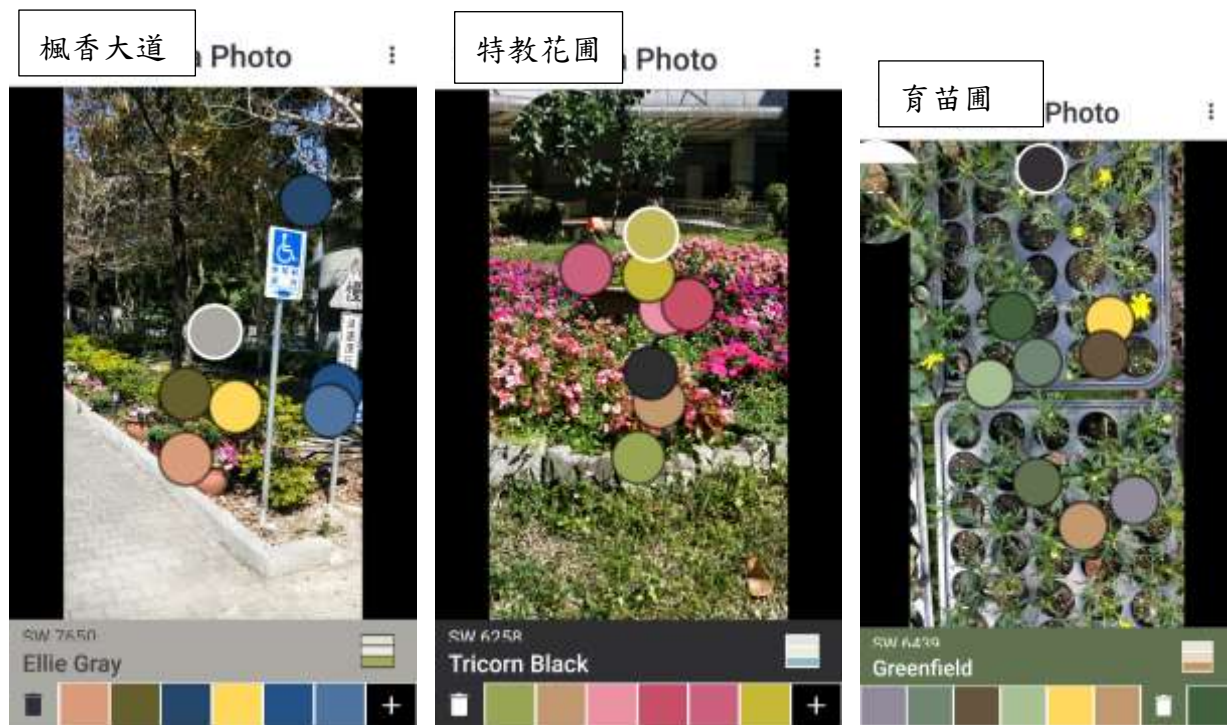 楓香大道
a Photo
SW 7650
Ellie Gray
特教花圃
a Photo
SW 6258
Tricorn Black
育苗圃
Photo
SW 6439
Greenfield
慢